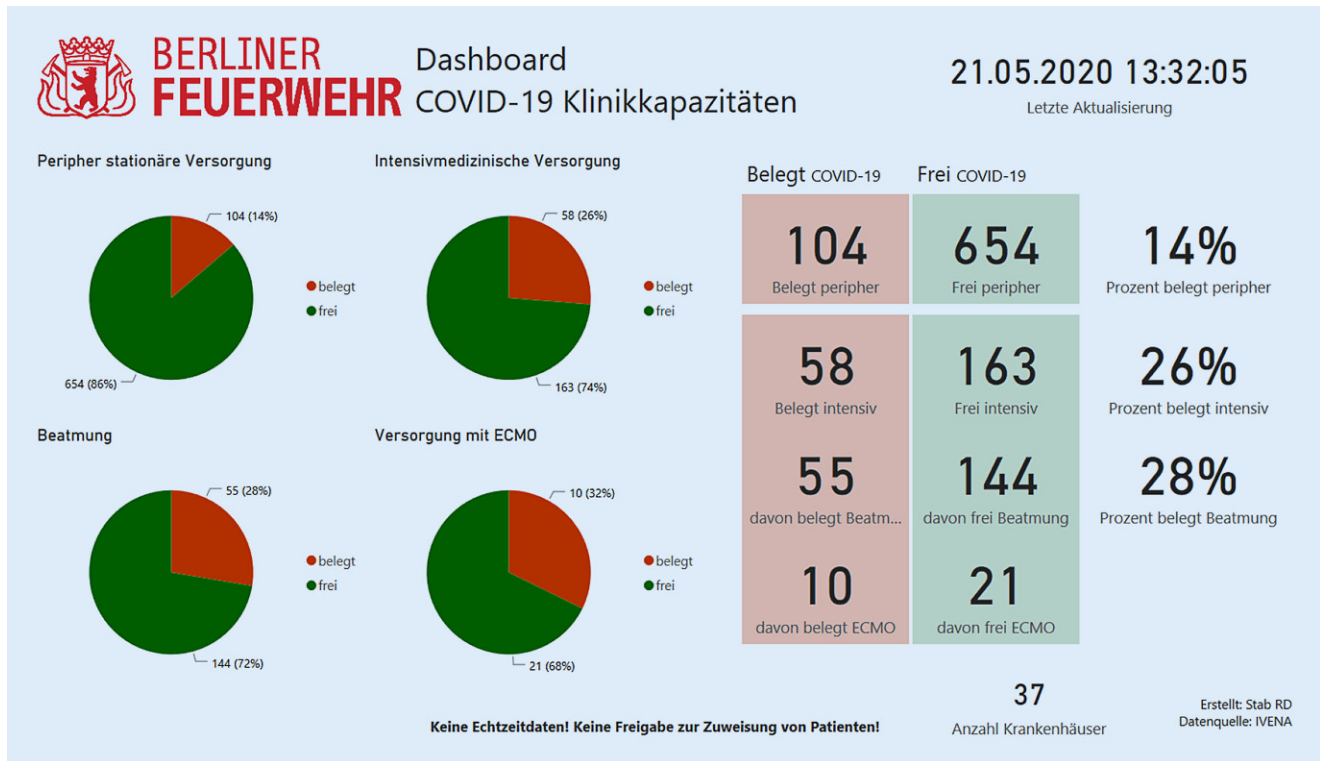 BERLINER
FEUERWEHR
Dashboard
COVID-19 Klinikkapazitäten
21.05.2020 13:32:05
Letzte Aktualisierung
Peripher stationäre Versorgung
104 (14%)
654 (86%)
belegt
frei
Intensivmedizinische Versorgung
58 (26%)
163 (74%)
belegt
frei
Beatmung
55 (28%)
144 (72%)
belegt
frei
Versorgung mit ECMO
10 (32%)
21 (68%)
belegt
frei
Belegt COVID-19
Frei COVID-19
104
Belegt peripher
654
Frei peripher
14%
Prozent belegt peripher
58
Belegt intensiv
163
Frei intensiv
26%
Prozent belegt intensiv
55
davon belegt Beatm...
144
davon frei Beatmung
28%
Prozent belegt Beatmung
10
davon belegt ECMO
21
davon frei ECMO
37
Anzahl Krankenhäuser
Keine Echtzeitdaten! Keine Freigabe zur Zuweisung von Patienten!
Erstellt: Stab RD
Datenquelle: IVENA